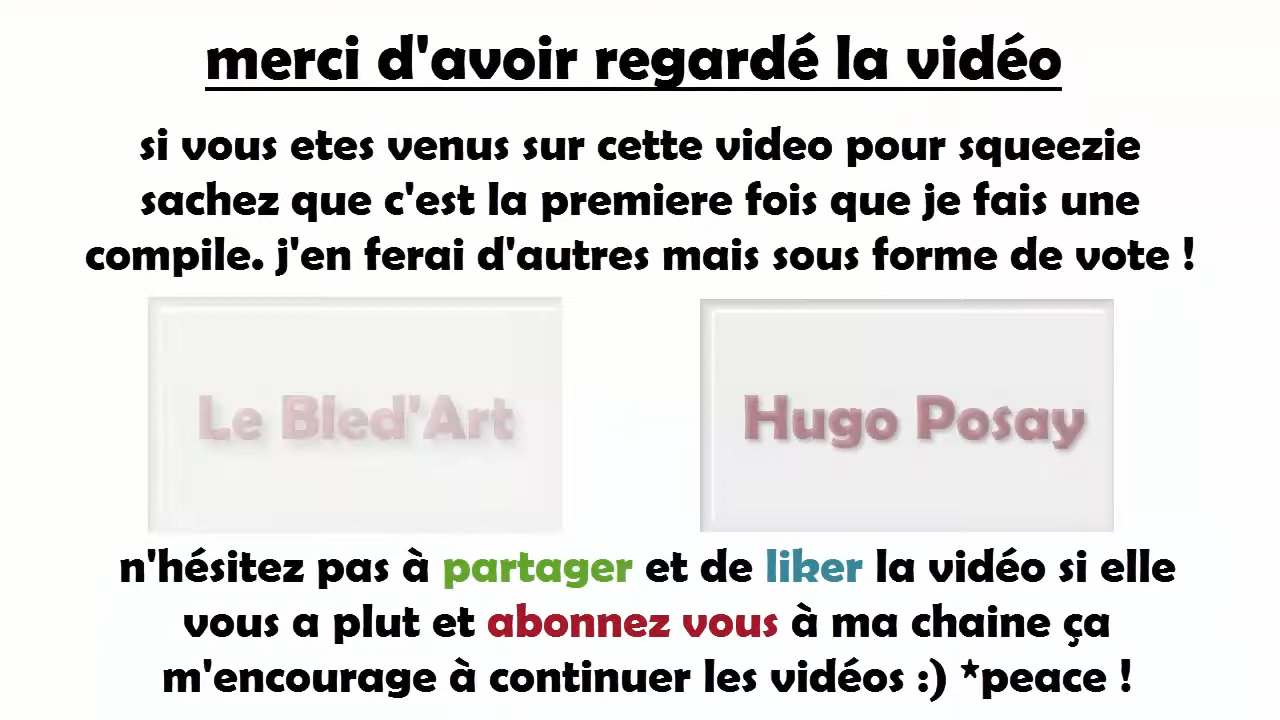 merci d'avoir regardé la vidéo
si vous etes venus sur cette video pour squeezie
sachez que c'est la premiere fois que je fais une
compile. j'en ferai d'autres mais sous forme de vote !
Le Bled'Art
Hugo Posay
n'hésitez pas à partager et de liker la vidéo si elle
vous a plut et abonnez vous à ma chaine ça
m'encourage à continuer les vidéos :) *peace !